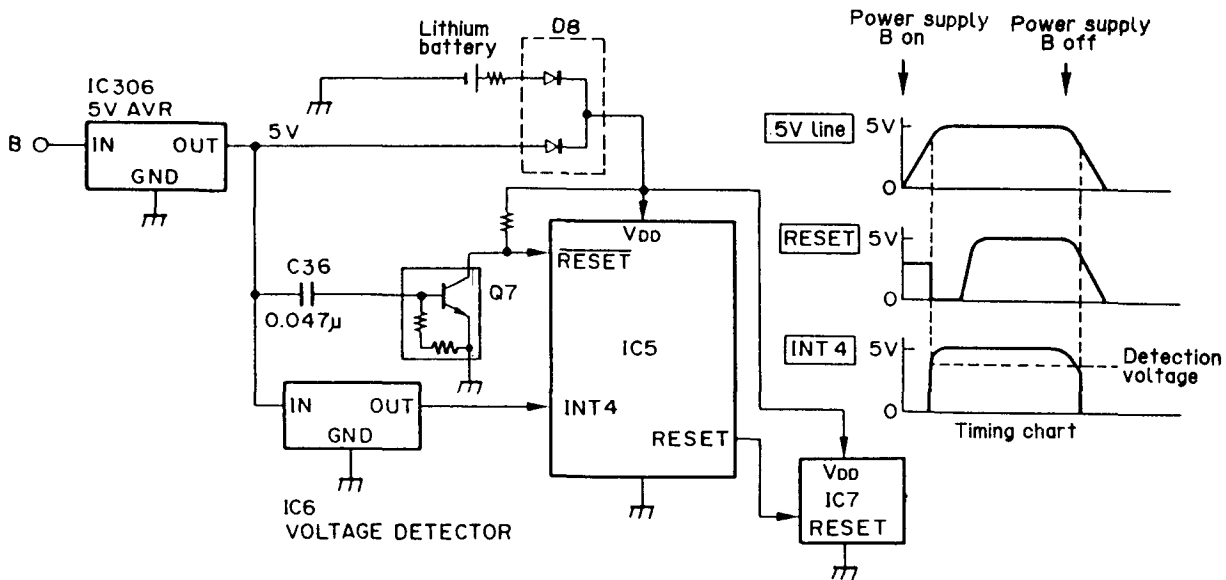 Lithium
battery
D8
IC306
5V AVR
B
IN
OUT
GND
5V
C36
0.047μ
Q7
VDD
RESET
IC5
INT4
RESET
IN
OUT
GND
IC6
VOLTAGE DETECTOR
VDD
IC7
RESET
Power supply
B on
Power supply
B off
5V line
5V
0
RESET
5V
0
INT 4
5V
0
Detection
voltage
Timing chart